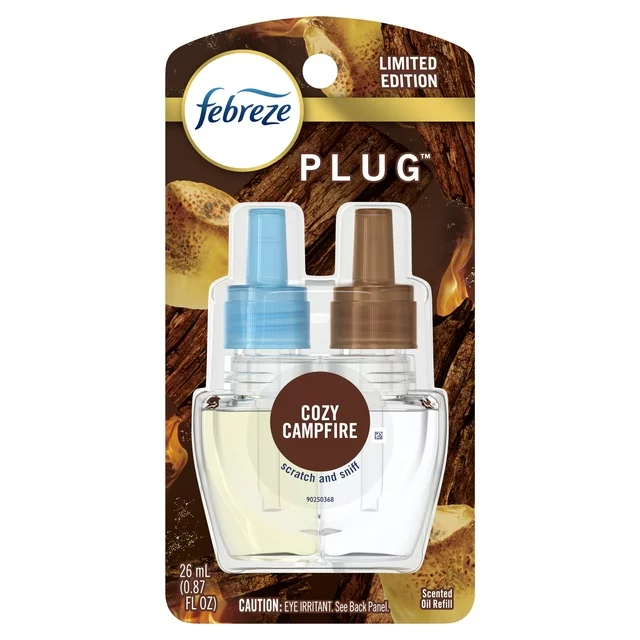 febreze
LIMITED
EDITION
PLUG™
COZY
CAMPFIRE
scratch and sniff
90250368
26 mL
(0.87
FL OZ)
CAUTION: EYE IRRITANT. See Back Panel.
Scented
Oil Refill